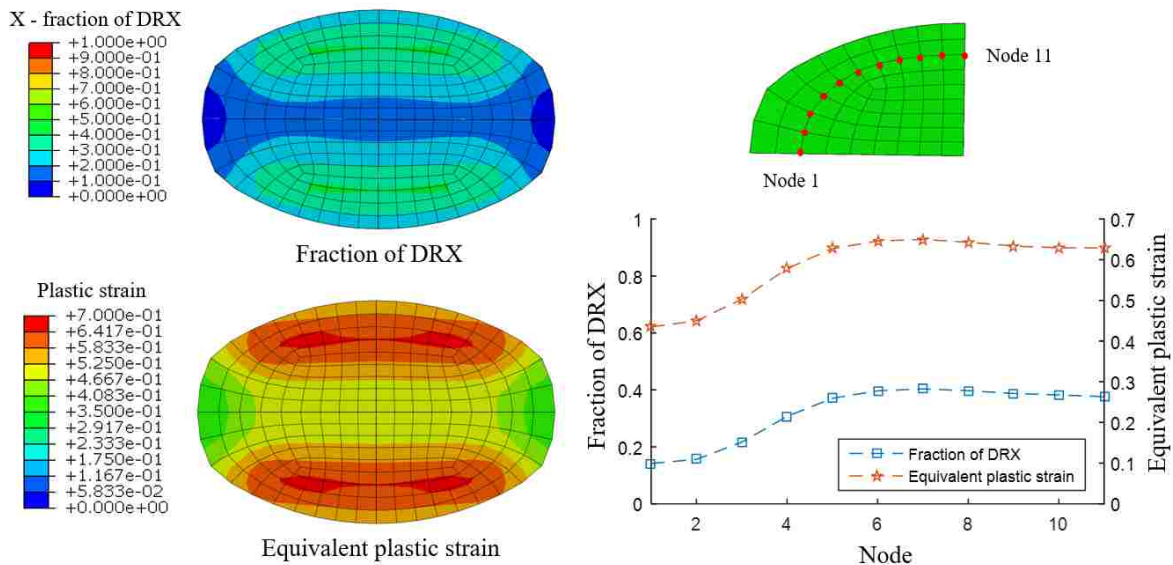 X - fraction of DRX
+1.000e+00
+9.000e-01
+8.000e-01
+7.000e-01
+6.000e-01
+5.000e-01
+4.000e-01
+3.000e-01
+2.000e-01
+1.000e-01
+0.000e+00
Fraction of DRX
Plastic strain
+7.000e-01
+6.417e-01
+5.833e-01
+5.250e-01
+4.667e-01
+4.083e-01
+3.500e-01
+2.917e-01
+2.333e-01
+1.750e-01
+1.167e-01
+5.833e-02
+0.000e+00
Equivalent plastic strain
Node 11
Node 1
Fraction of DRX
1
0.8
0.6
0.4
0.2
0
0.7
0.6
0.5
0.4
0.3
0.2
0.1
0
Equivalent plastic strain
Fraction of DRX
Equivalent plastic strain
2 4 6 8 10
Node